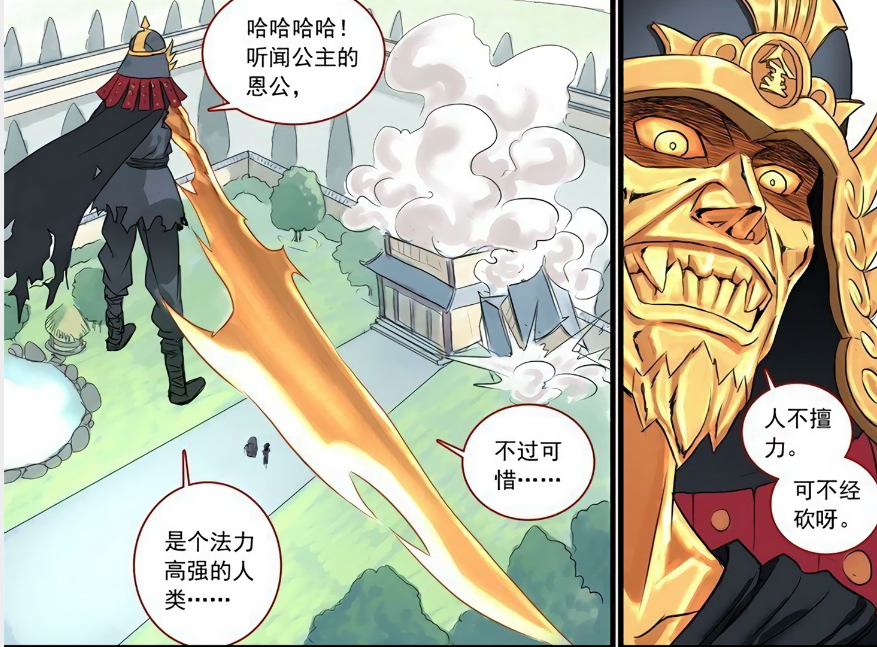 哈哈哈哈！
听闻公主的
恩公，
是个法力
高强的人
类……
不过可
惜……
金
人不擅
力。
可不经
砍呀。